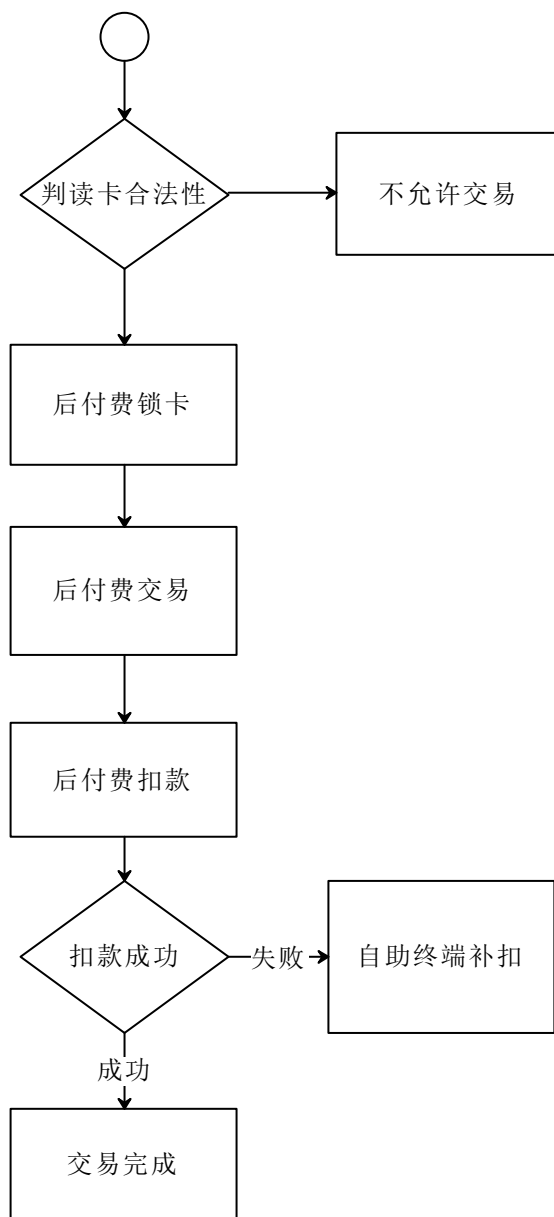 判读卡合法性
不允许交易
后付费锁卡
后付费交易
后付费扣款
扣款成功
失败
自助终端补扣
成功
交易完成